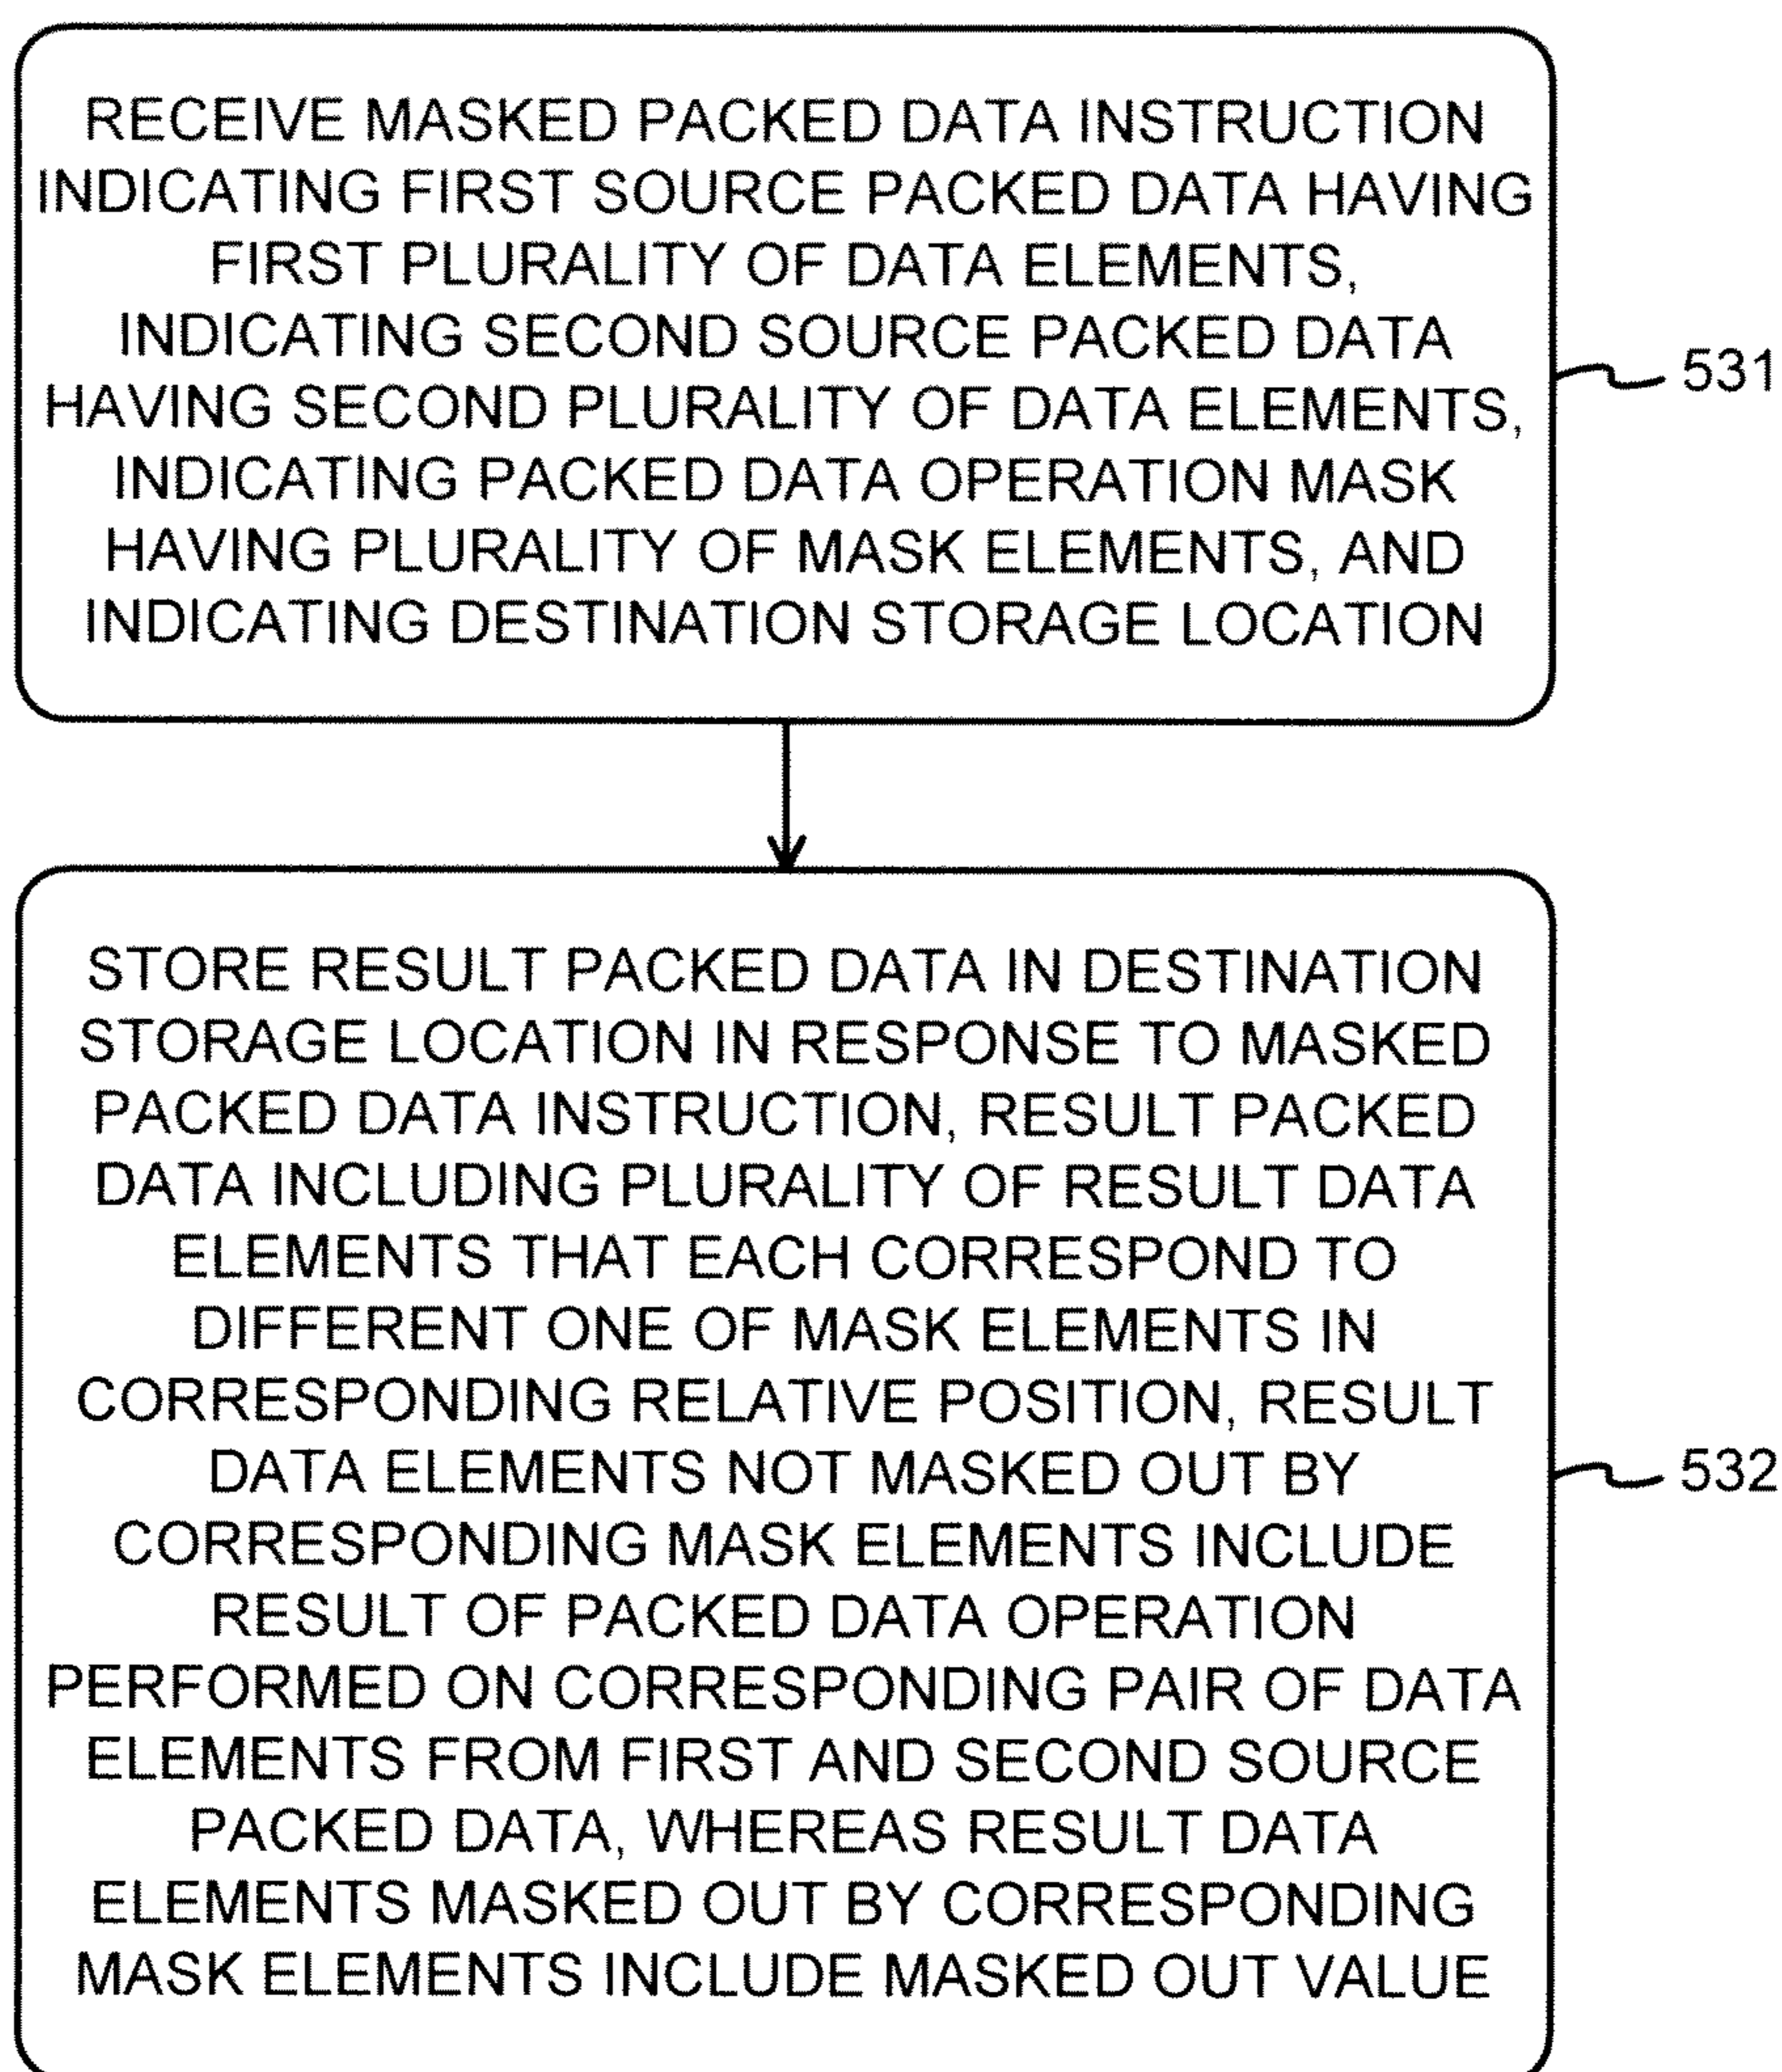 RECEIVE MASKED PACKED DATA INSTRUCTION
INDICATING FIRST SOURCE PACKED DATA HAVING
FIRST PLURALITY OF DATA ELEMENTS,
INDICATING SECOND SOURCE PACKED DATA
HAVING SECOND PLURALITY OF DATA ELEMENTS,
INDICATING PACKED DATA OPERATION MASK
HAVING PLURALITY OF MASK ELEMENTS, AND
INDICATING DESTINATION STORAGE LOCATION
531
STORE RESULT PACKED DATA IN DESTINATION
STORAGE LOCATION IN RESPONSE TO MASKED
PACKED DATA INSTRUCTION, RESULT PACKED
DATA INCLUDING PLURALITY OF RESULT DATA
ELEMENTS THAT EACH CORRESPOND TO
DIFFERENT ONE OF MASK ELEMENTS IN
CORRESPONDING RELATIVE POSITION, RESULT
DATA ELEMENTS NOT MASKED OUT BY
CORRESPONDING MASK ELEMENTS INCLUDE
RESULT OF PACKED DATA OPERATION
PERFORMED ON CORRESPONDING PAIR OF DATA
ELEMENTS FROM FIRST AND SECOND SOURCE
PACKED DATA, WHEREAS RESULT DATA
ELEMENTS MASKED OUT BY CORRESPONDING
MASK ELEMENTS INCLUDE MASKED OUT VALUE
532